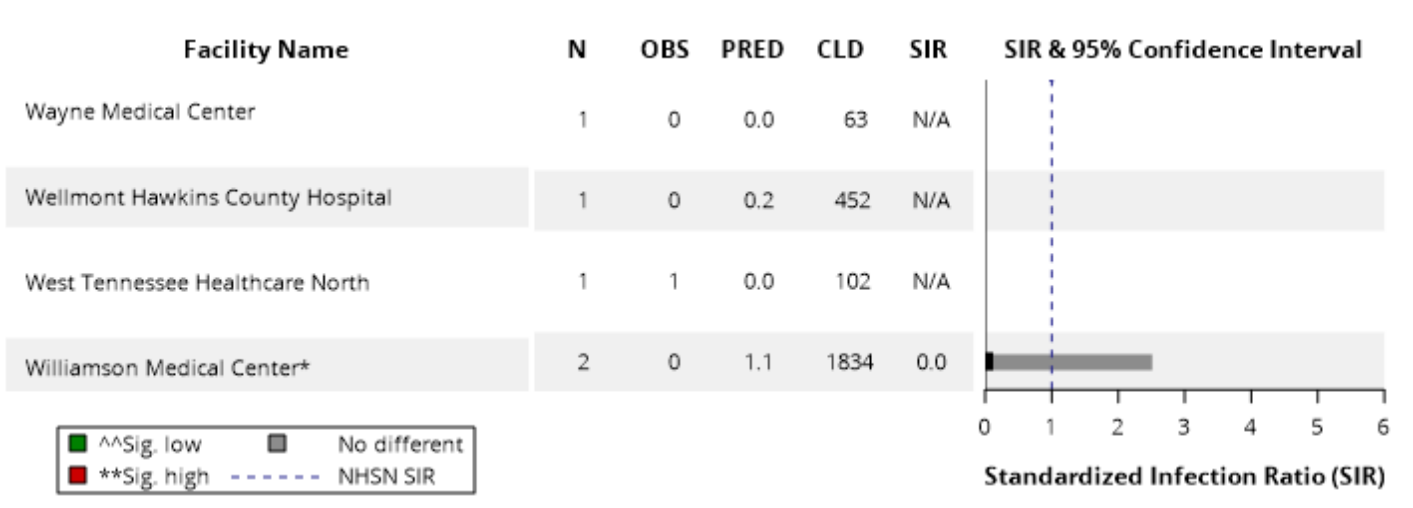 Facility Name N OBS PRED CLD SIR SIR & 95% Confidence Interval
Wayne Medical Center 1 0 0.0 63 N/A
Wellmont Hawkins County Hospital 1 0 0.2 452 N/A
West Tennessee Healthcare North 1 1 0.0 102 N/A
Williamson Medical Center* 2 0 1.1 1834 0.0
0 1 2 3 4 5 6
^^Sig. low No different
**Sig. high NHSN SIR
Standardized Infection Ratio (SIR)